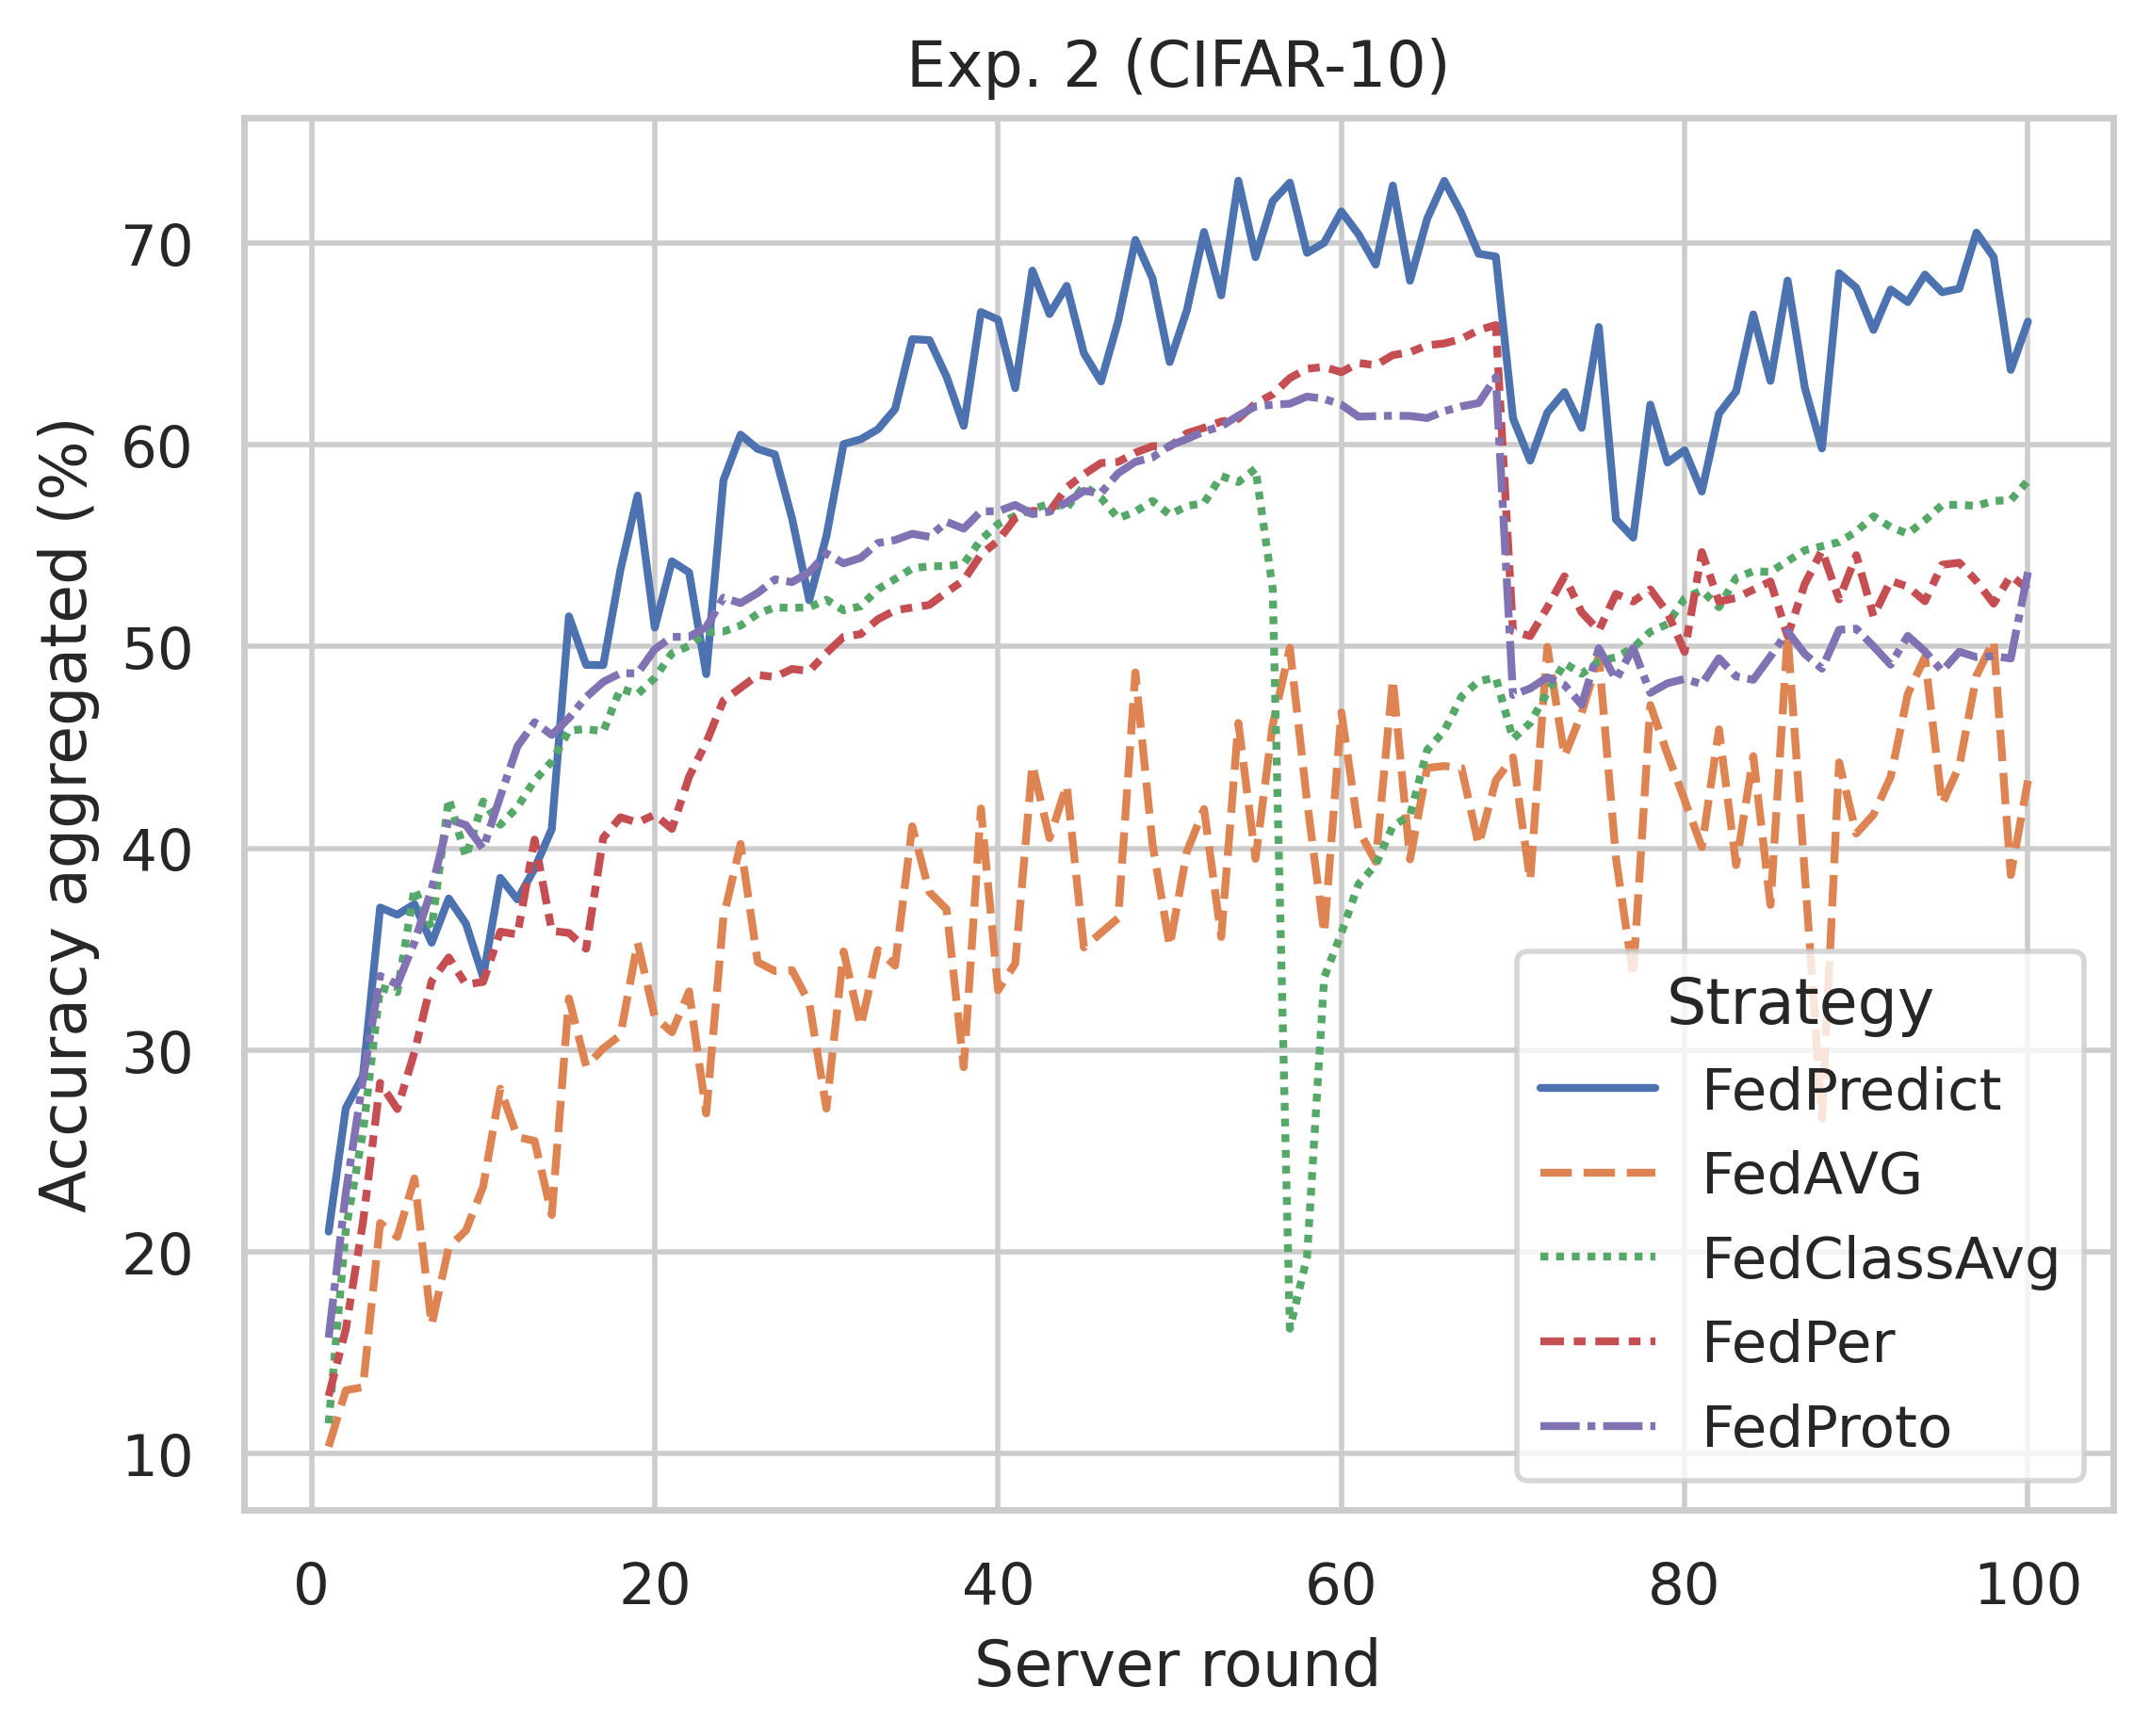 Exp. 2 (CIFAR-10)
Accuracy aggregated (%)
70
60
50
40
30
20
10
Strategy
FedPredict
FedAVG
FedClassAvg
FedPer
FedProto
0 20 40 60 80 100
Server round